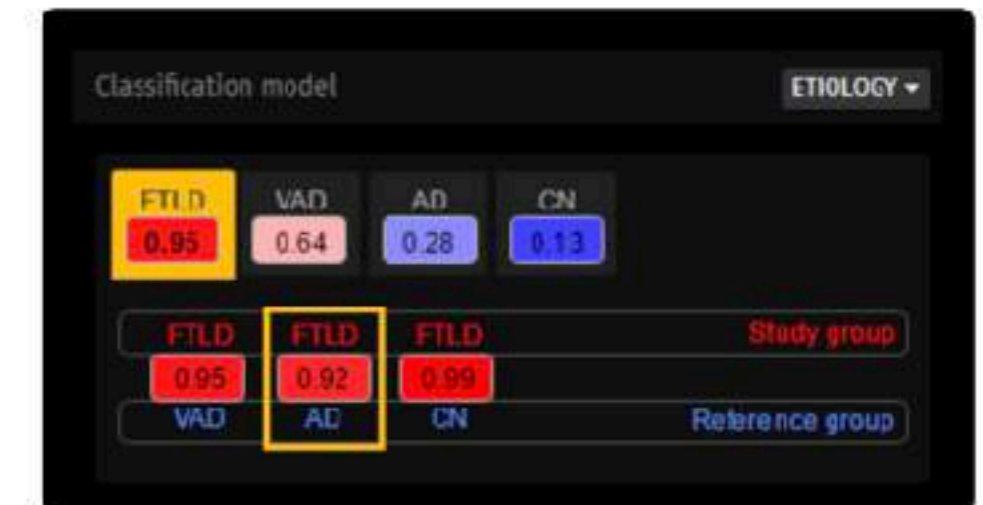 Classification model ETIOLOGY
FTLD VAD AD CN
0.95 0.64 0.28 0.13
FTLD FTLD FTLD Study group
0.95 0.92 0.99
VAD AD CN Reference group